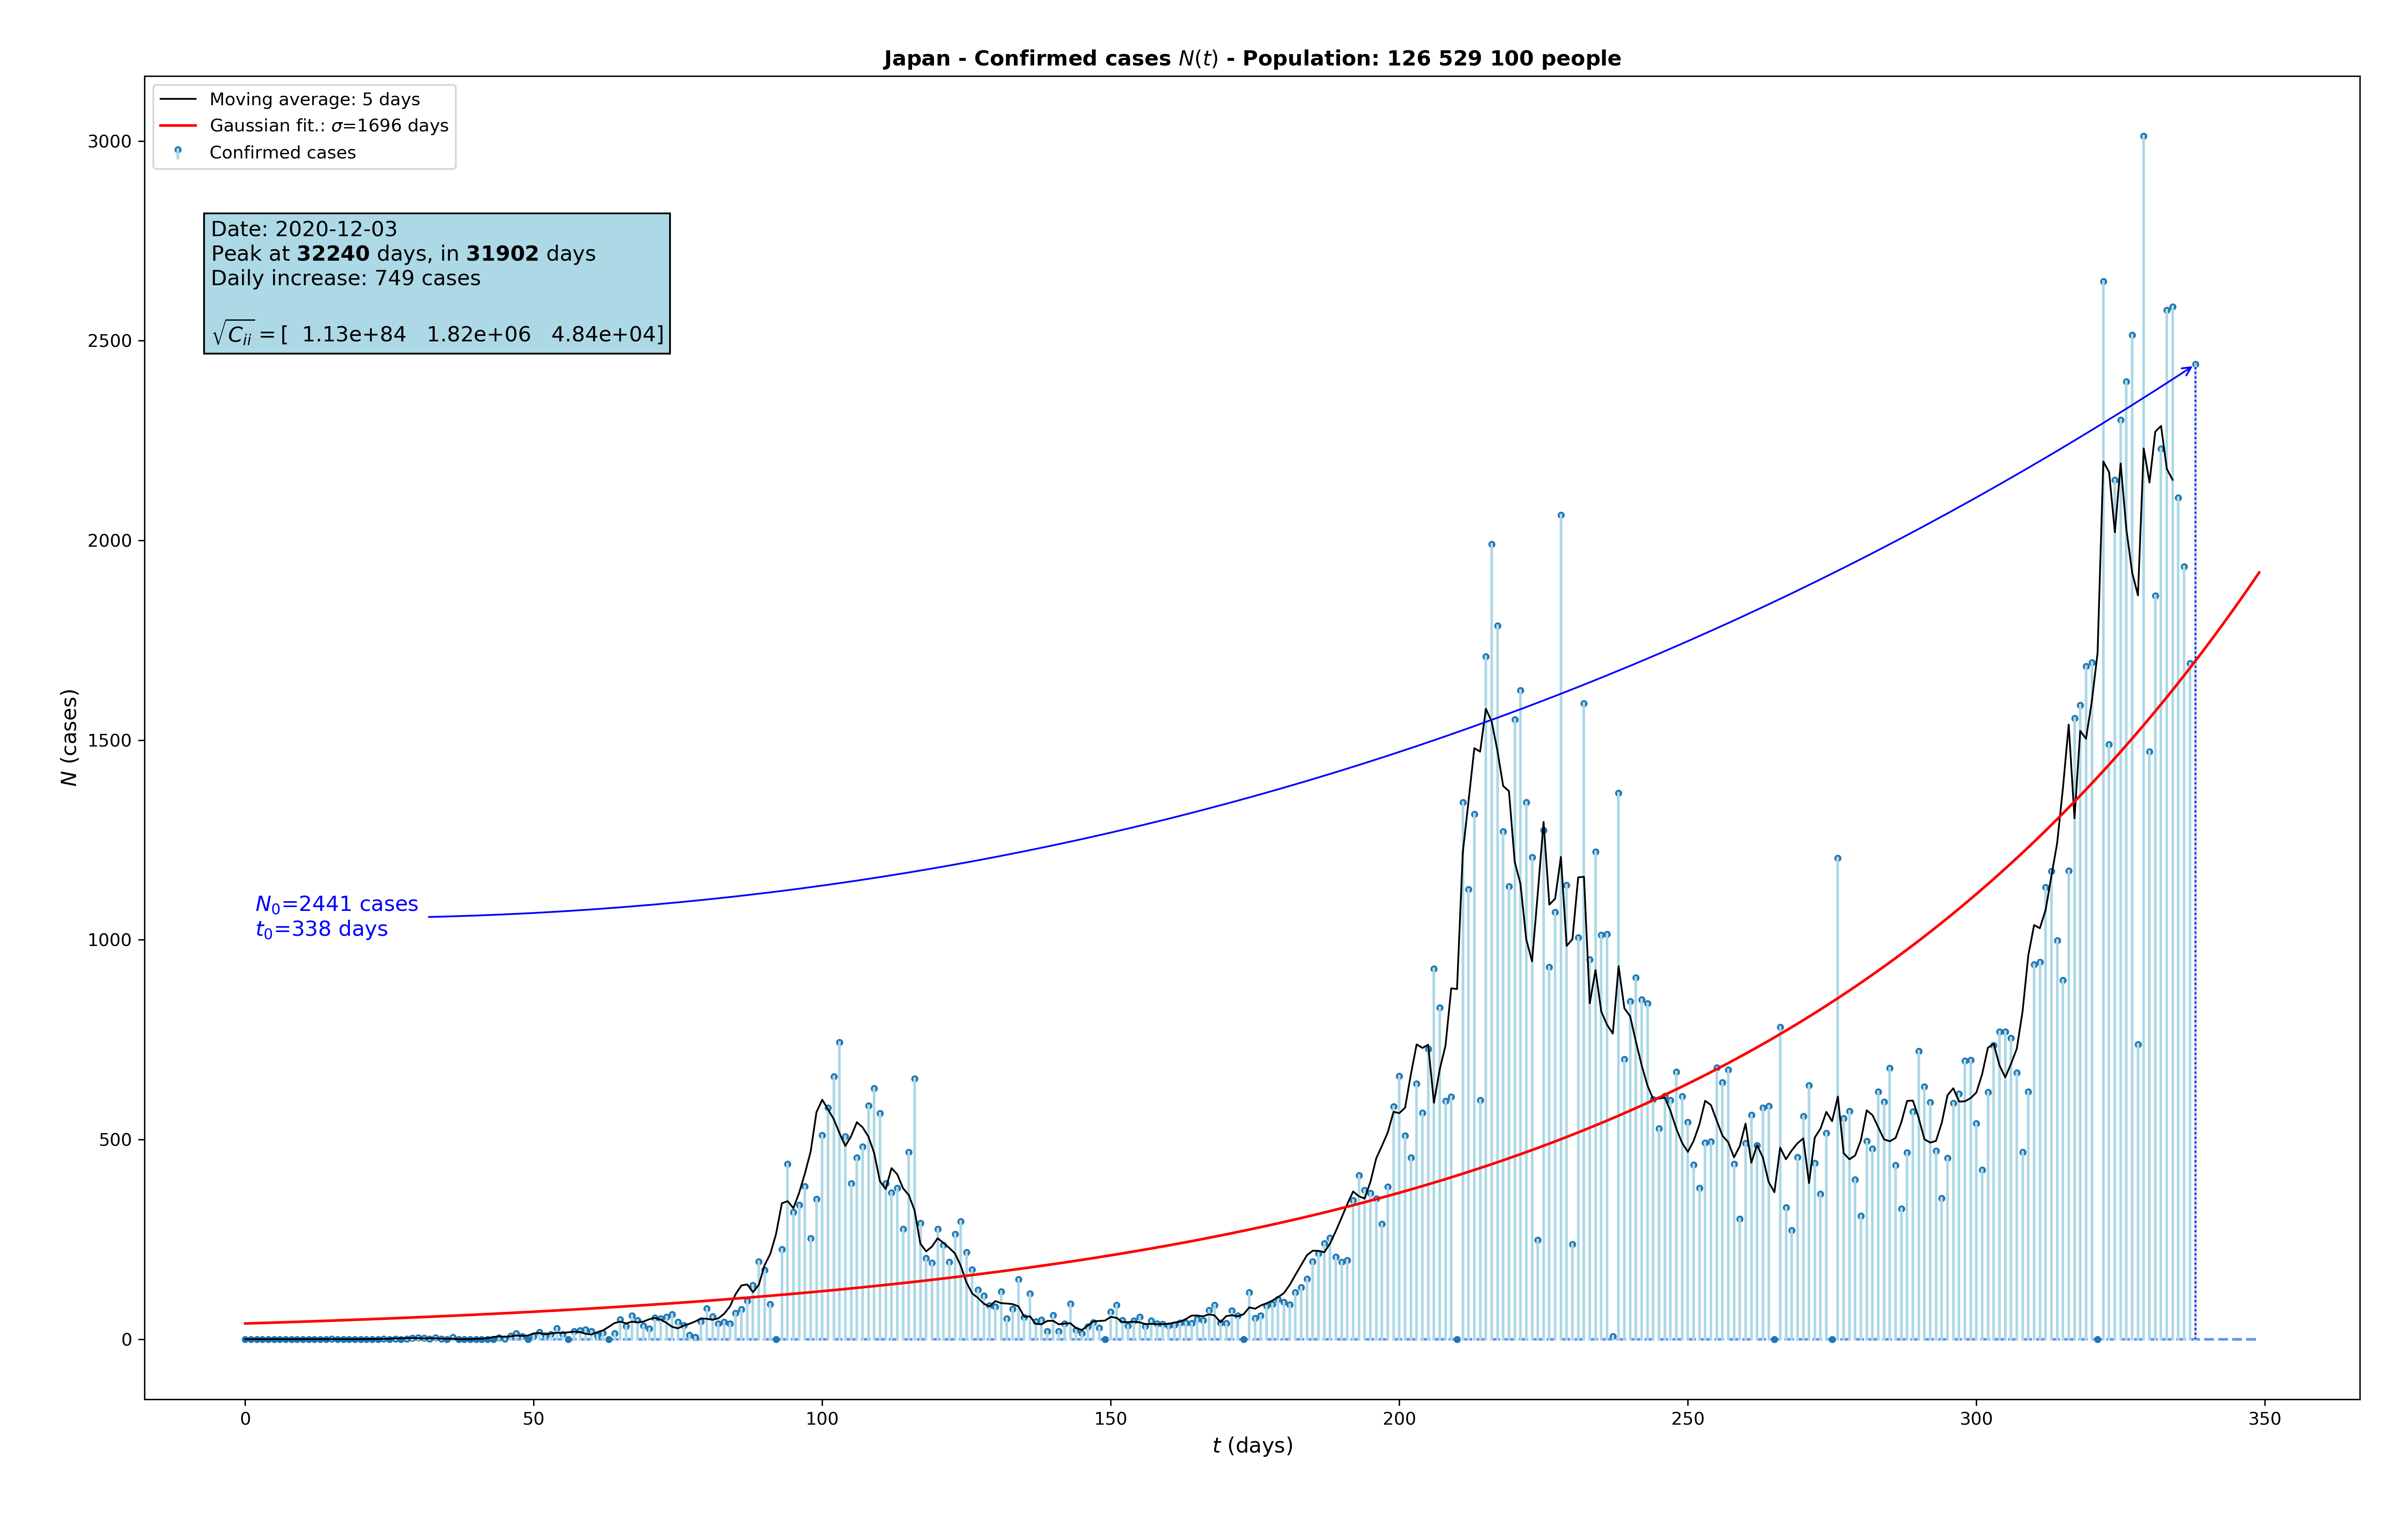 Japan - Confirmed cases N(t) - Population: 126 529 100 people
Moving average: 5 days
Gaussian fit.: σ=1696 days
Confirmed cases
Date: 2020-12-03
Peak at 32240 days, in 31902 days
Daily increase: 749 cases
√Cᵢᵢ = [ 1.13e+84 1.82e+06 4.84e+04]
N₀=2441 cases
t₀=338 days
N (cases)
3000
2500
2000
1500
1000
500
0
0 50 100 150 200 250 300 350
t (days)